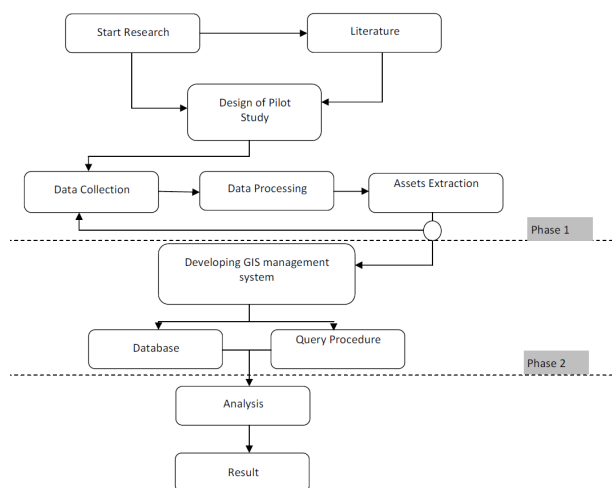 Start Research
Literature
Design of Pilot
Study
Data Collection
Data Processing
Assets Extraction
Phase 1
Developing GIS management
system
Database
Query Procedure
Phase 2
Analysis
Result